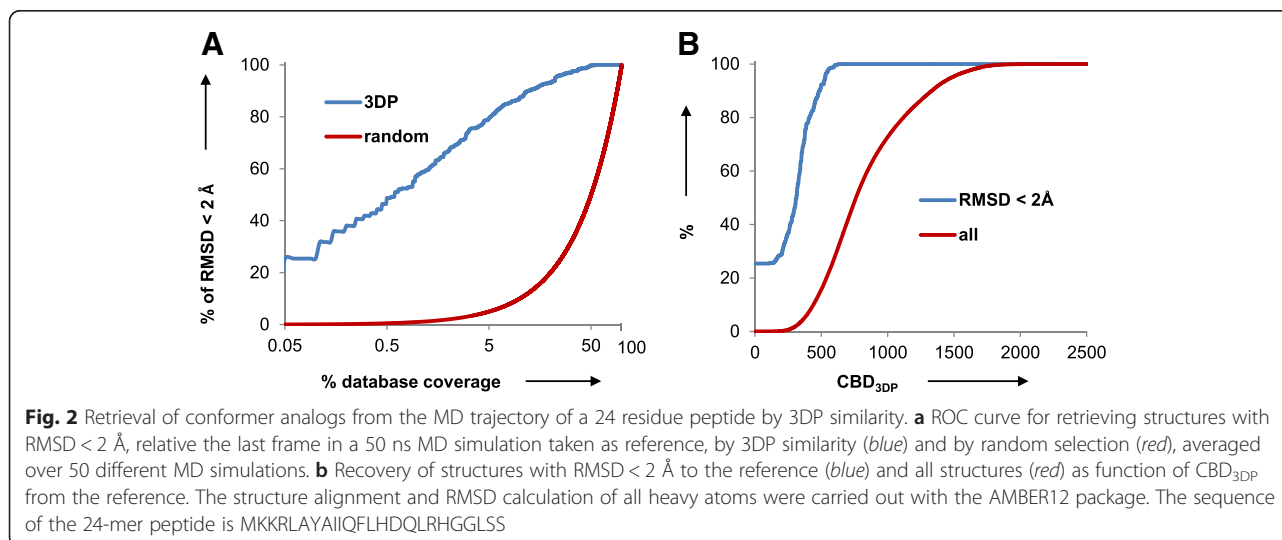 A
% of RMSD < 2 Å
100
80
60
40
20
0
3DP
random
0.05
0.5
5
50
100
% database coverage
B
%
100
80
60
40
20
0
RMSD < 2Å
all
0
500
1000
1500
2000
2500
CBD3DP
Fig. 2 Retrieval of conformer analogs from the MD trajectory of a 24 residue peptide by 3DP similarity. a ROC curve for retrieving structures with
RMSD < 2 Å, relative the last frame in a 50 ns MD simulation taken as reference, by 3DP similarity (blue) and by random selection (red), averaged
over 50 different MD simulations. b Recovery of structures with RMSD < 2 Å to the reference (blue) and all structures (red) as function of CBD3DP
from the reference. The structure alignment and RMSD calculation of all heavy atoms were carried out with the AMBER12 package. The sequence
of the 24-mer peptide is MKKRLAYAIIQFLHDQLRHGGLSS